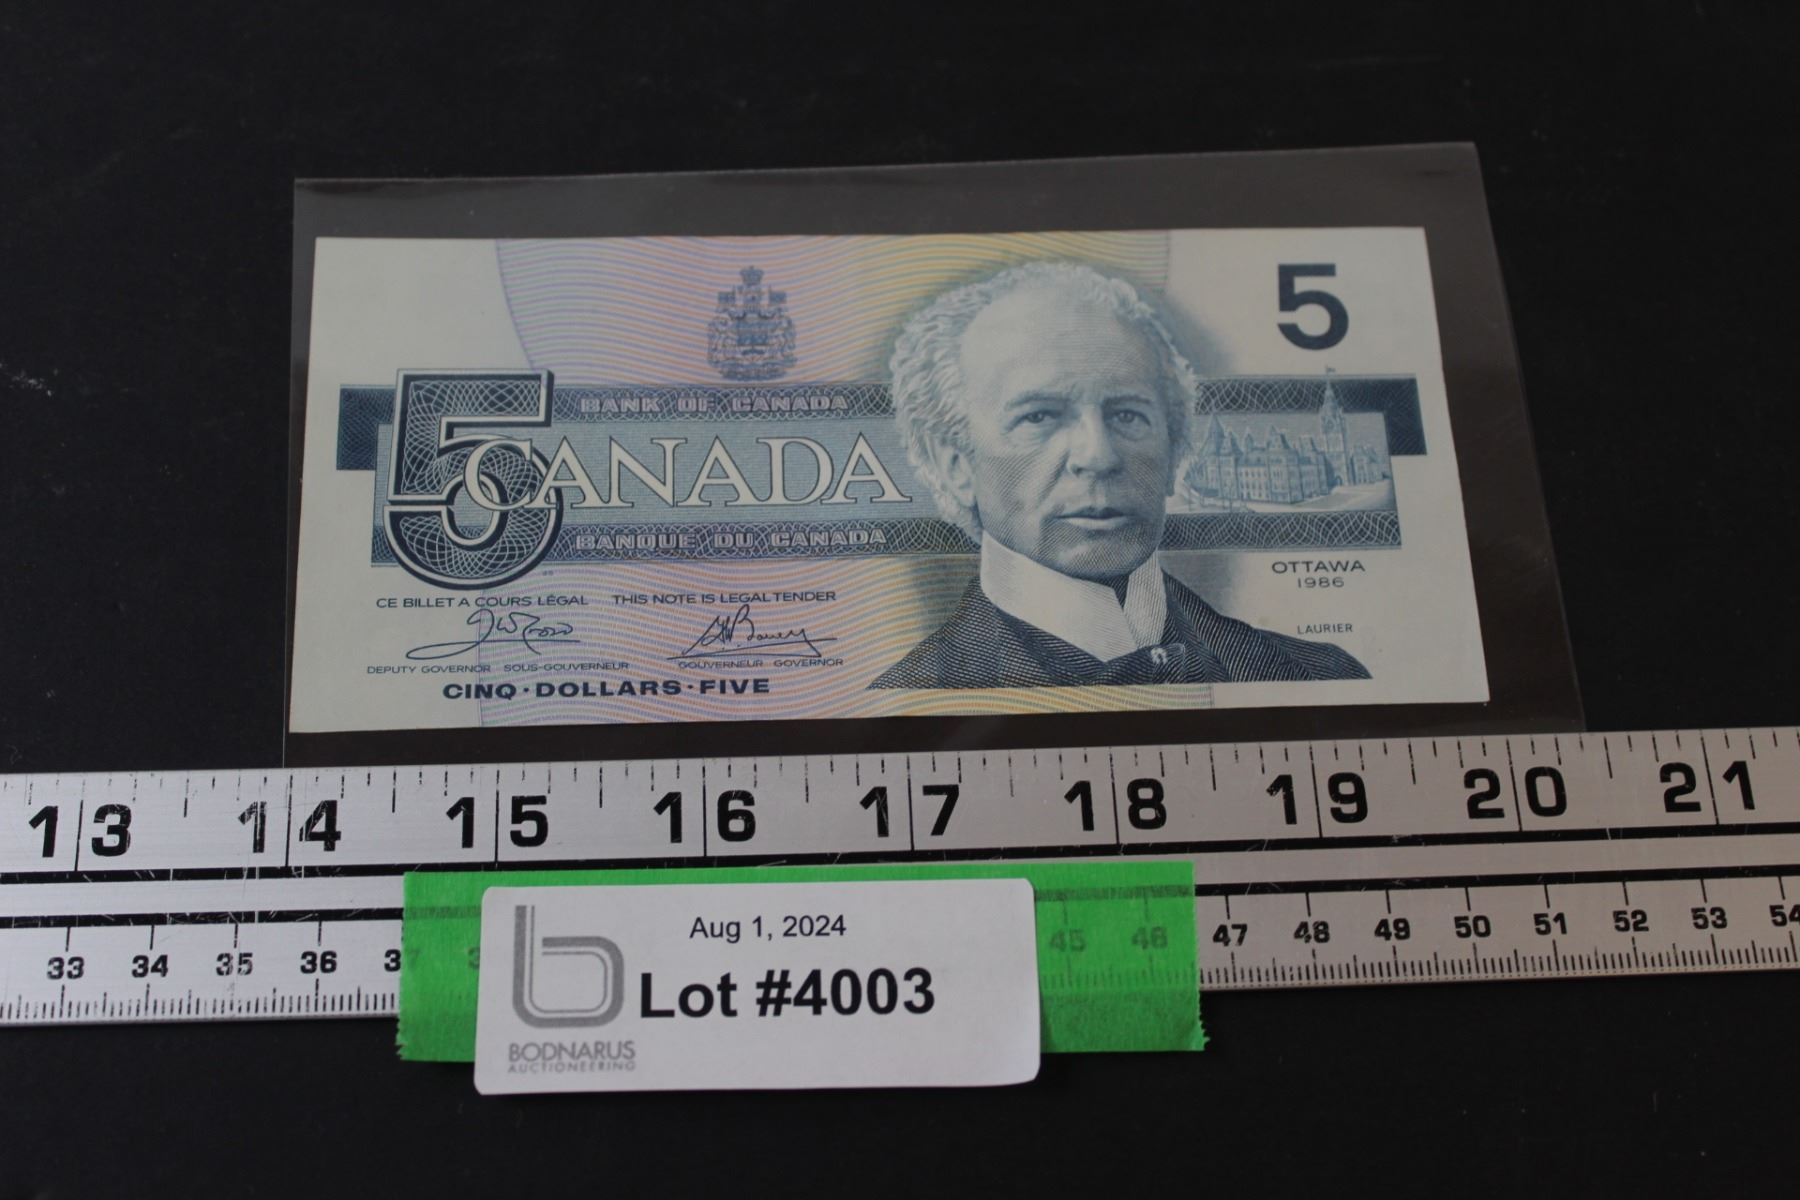 5
BANK OF CANADA
5 CANADA
BANQUE DU CANADA
OTTAWA
1986
LAURIER
CE BILLET A COURS LÉGAL THIS NOTE IS LEGAL TENDER
DEPUTY GOVERNOR SOUS-GOUVERNEUR GOUVERNEUR GOVERNOR
CINQ·DOLLARS·FIVE
13 14 15 16 17 18 19 20 21
33 34 35 36 37 45 46 47 48 49 50 51 52 53 54
Aug 1, 2024
Lot #4003
BODNARUS
AUCTIONEERING